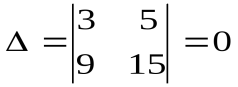 Δ = |3 5| = 0
|9 15|